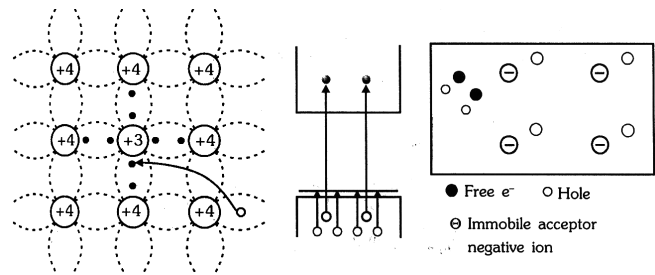 +4 +4 +4
+4 +3 +4
+4 +4 +4
● Free e⁻ ○ Hole
⊖ Immobile acceptor
negative ion